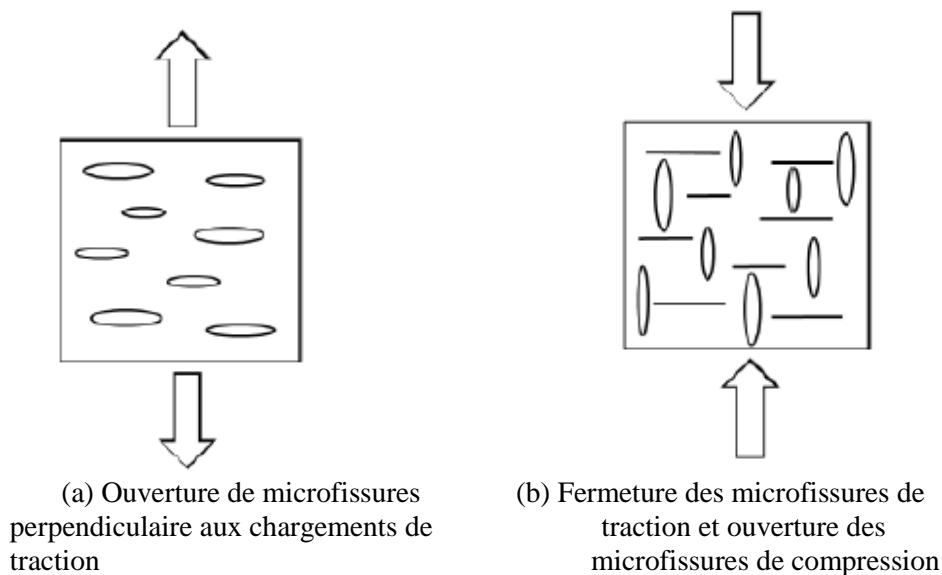 (a) Ouverture de microfissures
perpendiculaire aux chargements de
traction
(b) Fermeture des microfissures de
traction et ouverture des
microfissures de compression